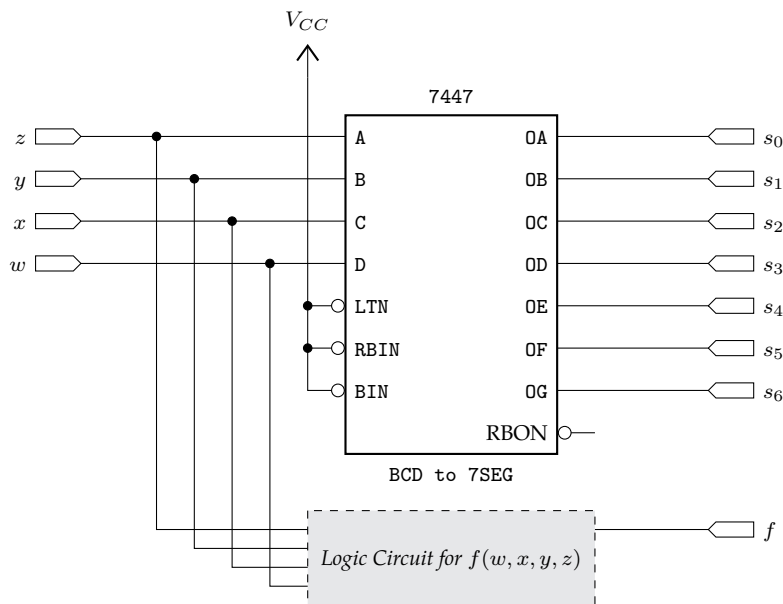 V_CC
7447
z A OA s_0
y B OB s_1
x C OC s_2
w D OD s_3
LTN OE s_4
RBIN OF s_5
BIN OG s_6
RBON
BCD to 7SEG
Logic Circuit for f(w, x, y, z) f